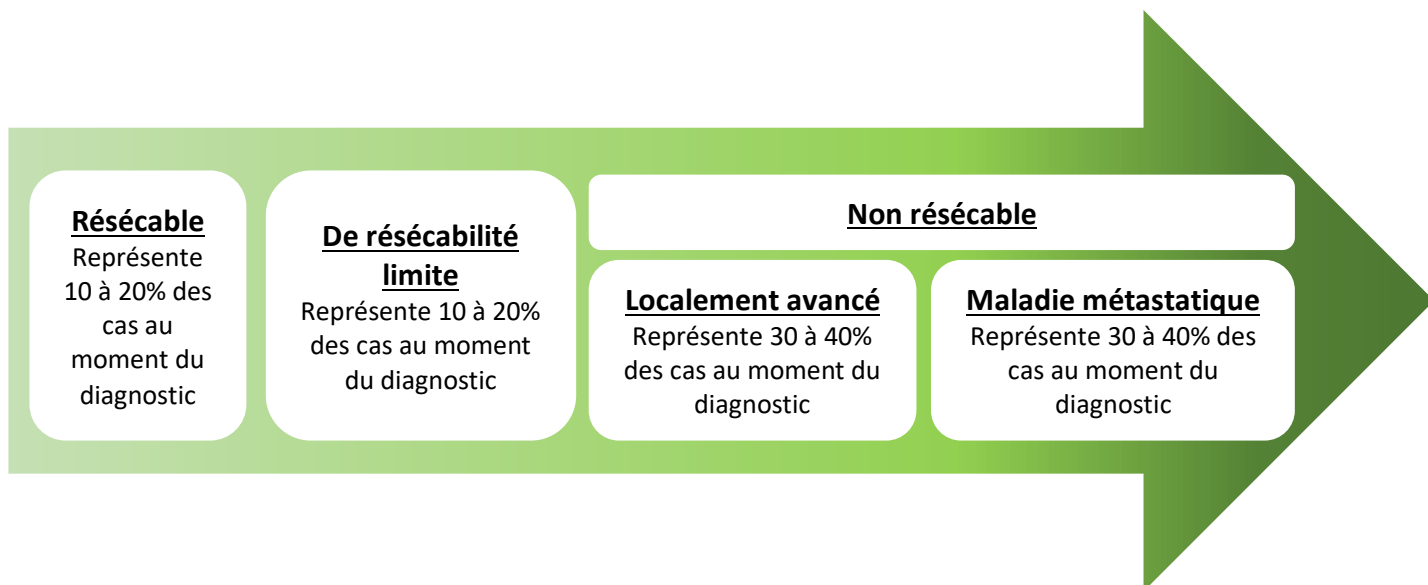 Résécable
Représente
10 à 20% des
cas au
moment du
diagnostic
De résécabilité
limite
Représente 10 à 20%
des cas au moment
du diagnostic
Non résécable
Localement avancé
Représente 30 à 40%
des cas au moment du
diagnostic
Maladie métastatique
Représente 30 à 40% des
cas au moment du
diagnostic